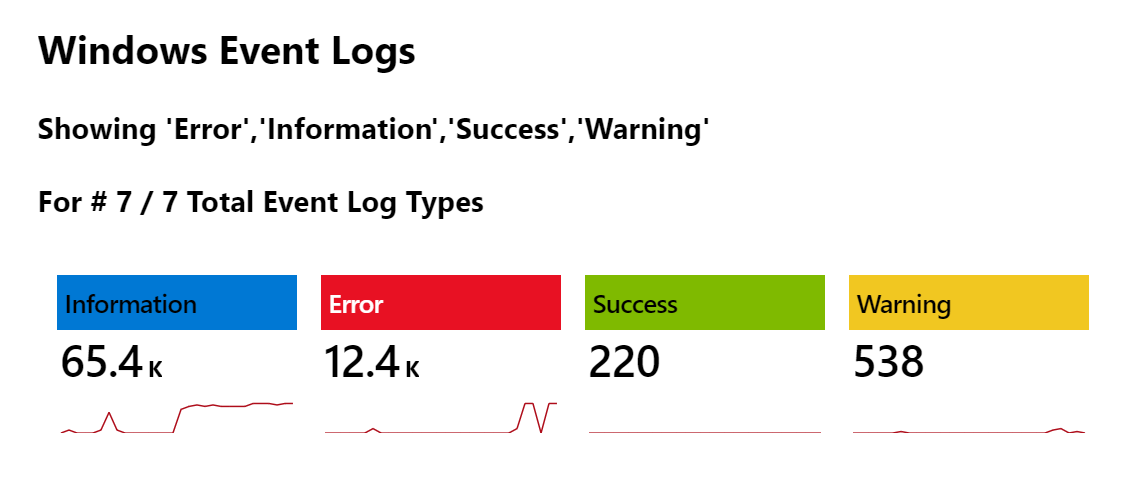 Windows Event Logs
Showing 'Error','Information','Success','Warning'
For # 7 / 7 Total Event Log Types
Information Error Success Warning
65.4 K 12.4 K 220 538